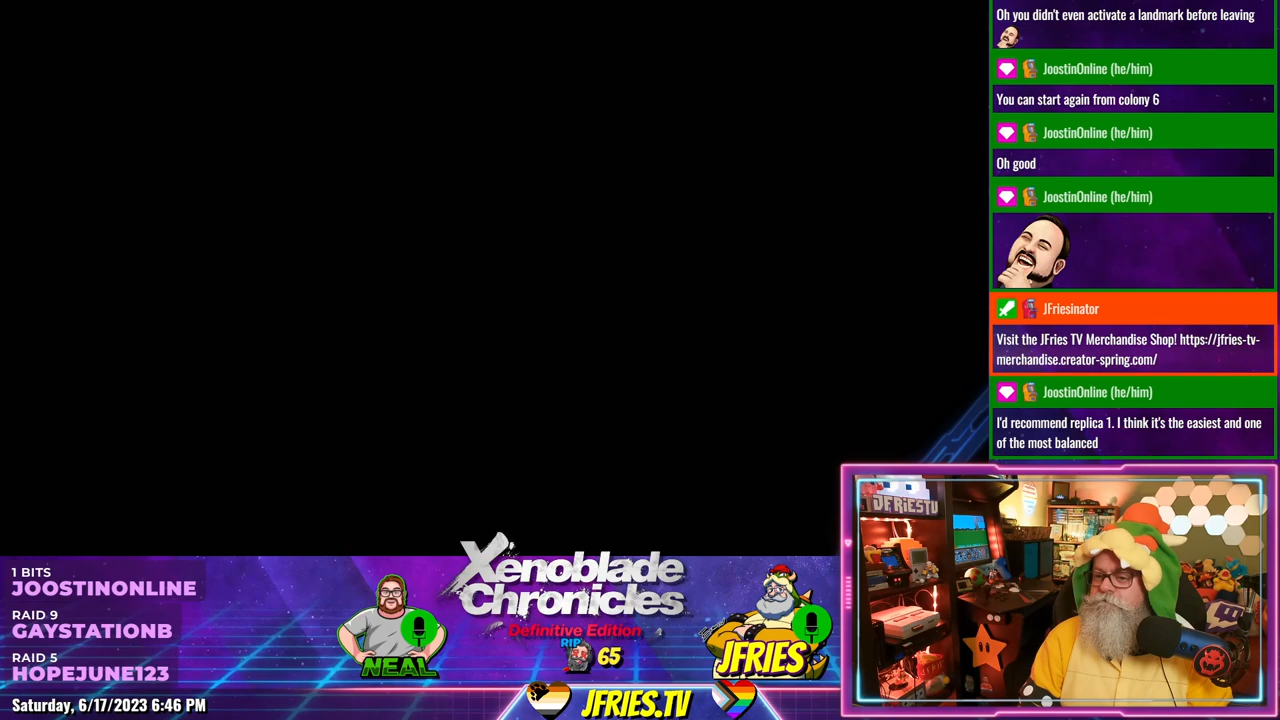 Oh you didn't even activate a landmark before leaving
JoostinOnline (he/him)
You can start again from colony 6
JoostinOnline (he/him)
Oh good
JoostinOnline (he/him)
JFriesinator
Visit the JFries TV Merchandise Shop! https://jfries-tv-
merchandise.creator-spring.com/
JoostinOnline (he/him)
I'd recommend replica 1. I think it's the easiest and one
of the most balanced
JFRIESTV
1 BITS
JOOSTINONLINE
RAID 9
GAYSTATIONB
RAID 5
HOPEJUNE123
Saturday, 6/17/2023 6:46 PM
NEAL
Xenoblade
Chronicles
Definitive Edition
RIP
65
JFRIES
JFRIES.TV